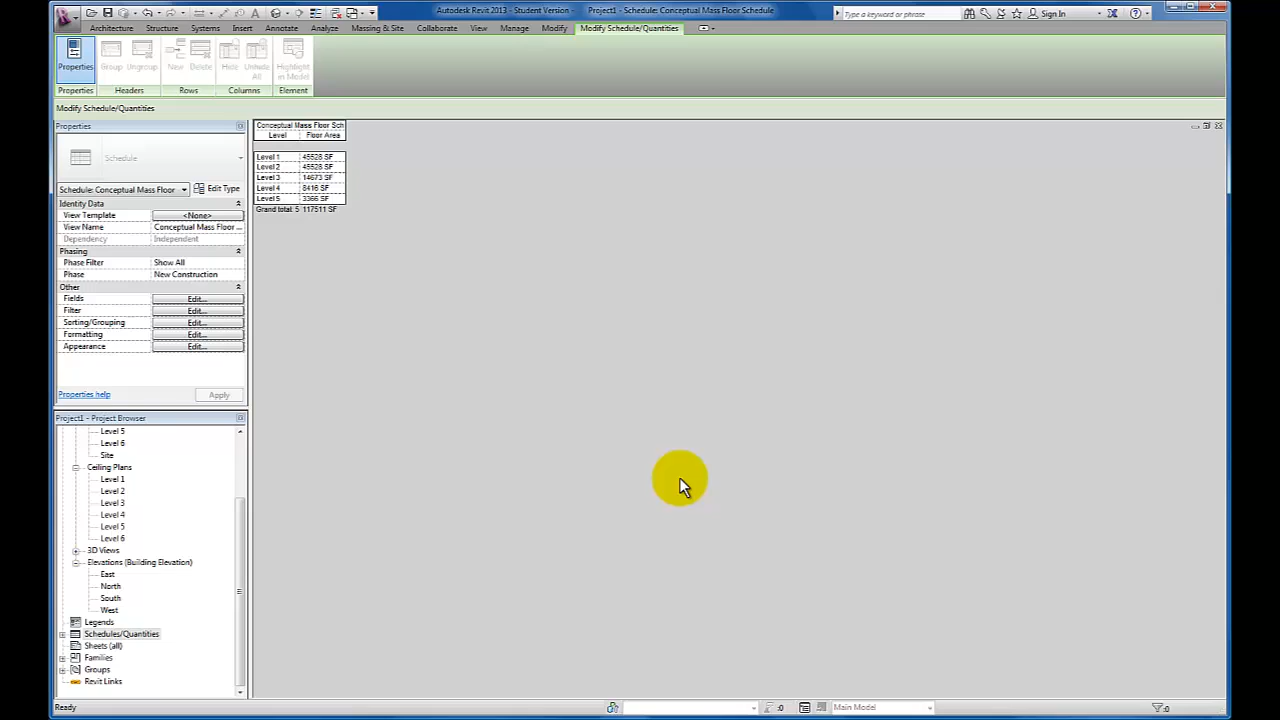 Autodesk Revit 2013 - Student Version - Project1 - Schedule: Conceptual Mass Floor Schedule
Type a keyword or phrase
Sign In
Architecture Structure Systems Insert Annotate Analyze Massing & Site Collaborate View Manage Modify Modify Schedule/Quantities
Properties Group Ungroup New Delete Hide Unhide All Highlight in Model
Properties Headers Rows Columns Element
Modify Schedule/Quantities
Properties
Schedule
Schedule: Conceptual Mass Floor Edit Type
Identity Data
View Template <None>
View Name Conceptual Mass Floor ...
Dependency Independent
Phasing
Phase Filter Show All
Phase New Construction
Other
Fields Edit...
Filter Edit...
Sorting/Grouping Edit...
Formatting Edit...
Appearance Edit...
Properties help Apply
Conceptual Mass Floor Sch
Level Floor Area
Level 1 45528 SF
Level 2 45528 SF
Level 3 14673 SF
Level 4 8416 SF
Level 5 3366 SF
Grand total: 5 117511 SF
Project1 - Project Browser
Level 5
Level 6
Site
Ceiling Plans
Level 1
Level 2
Level 3
Level 4
Level 5
Level 6
3D Views
Elevations (Building Elevation)
East
North
South
West
Legends
Schedules/Quantities
Sheets (all)
Families
Groups
Revit Links
Ready
:0
Main Model
:0